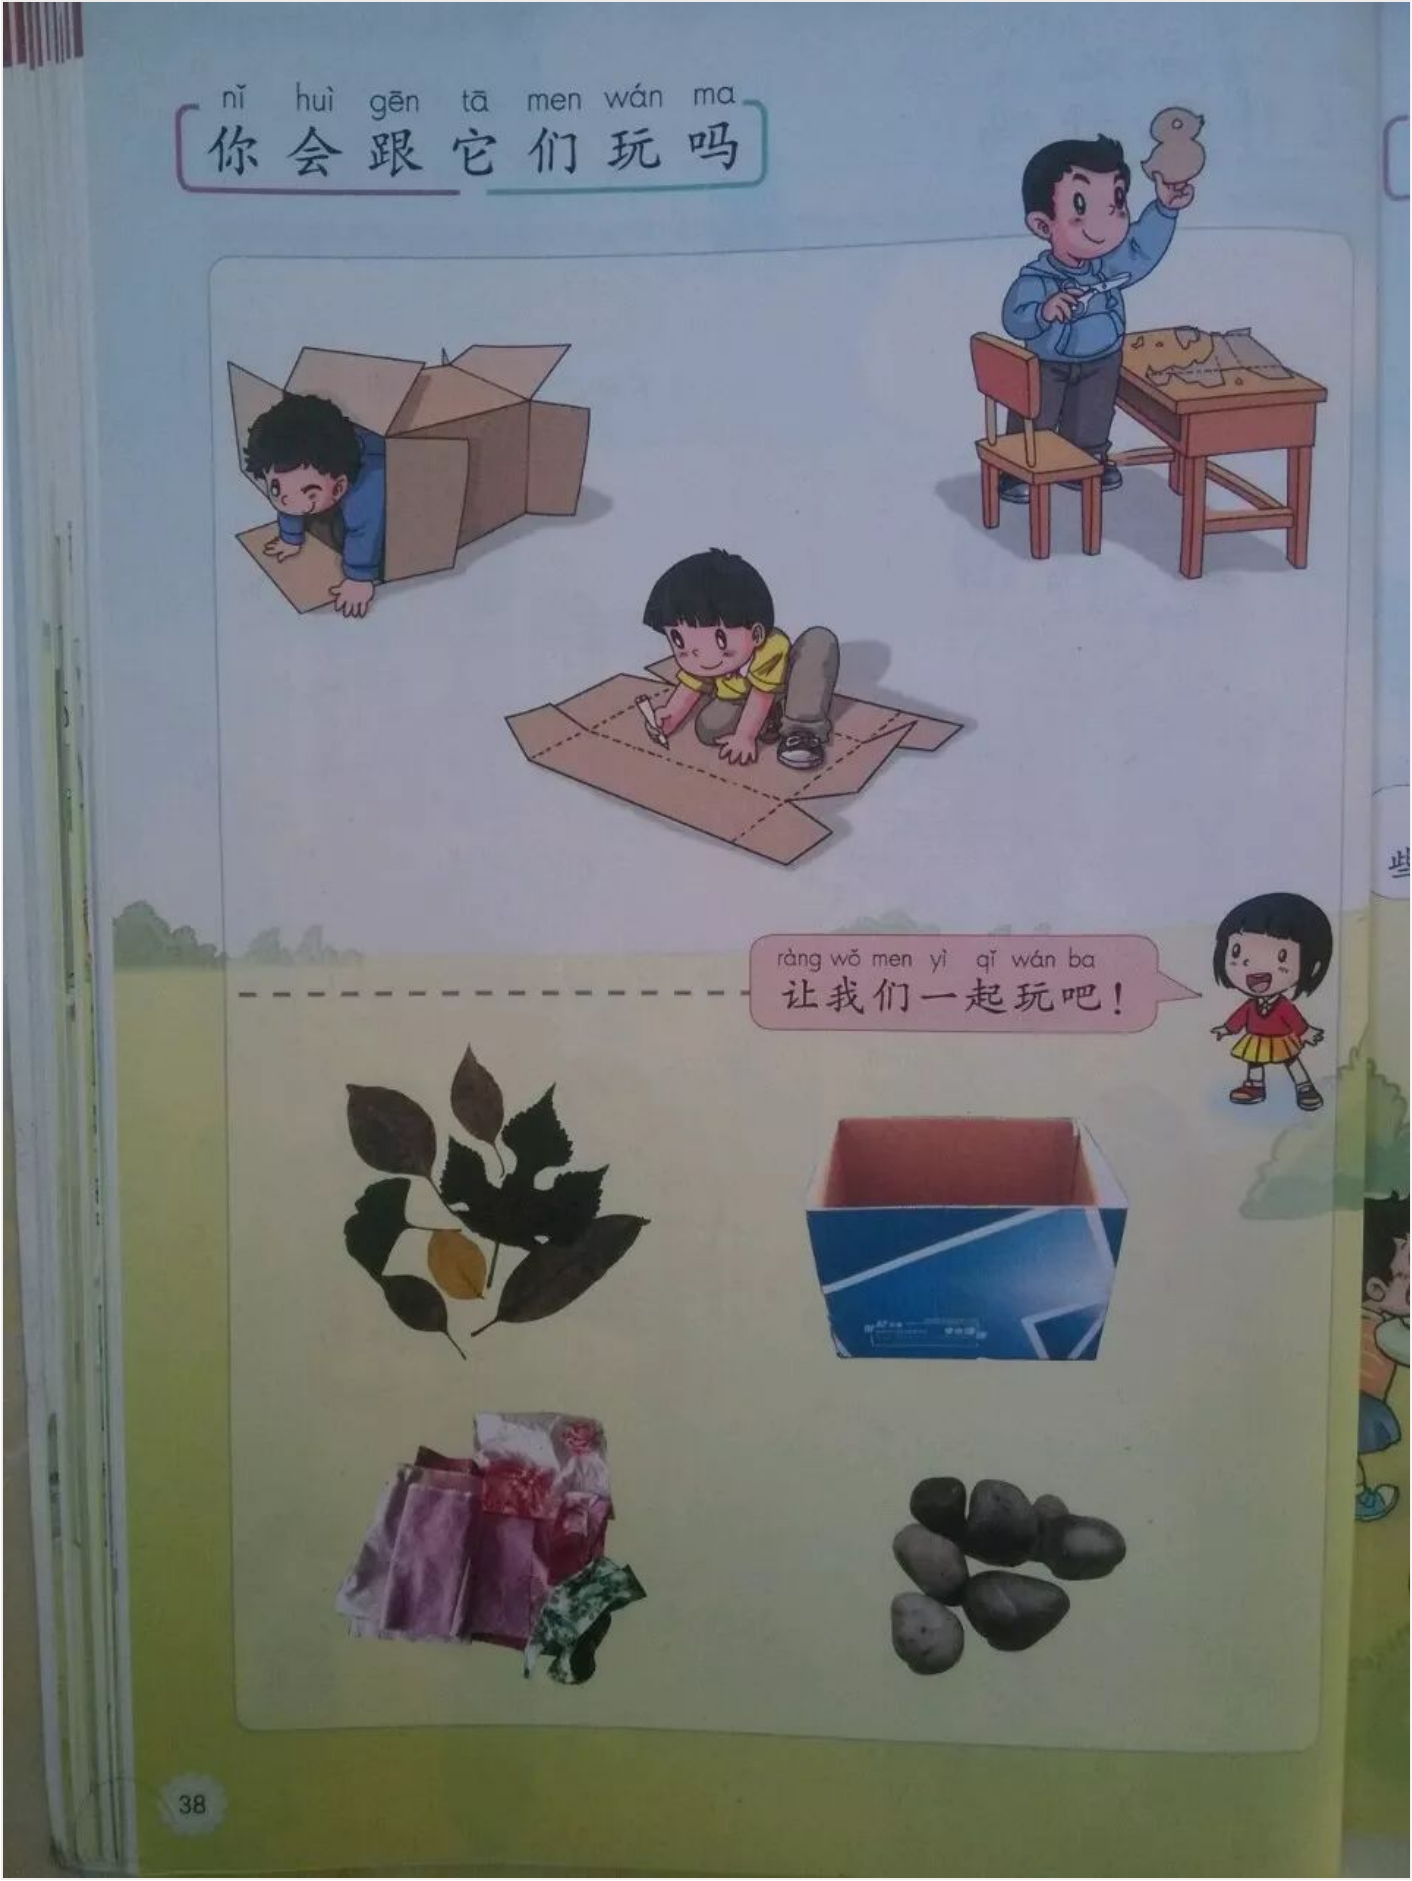 nǐ huì gēn tā men wán ma
你会跟它们玩吗
ràng wǒ men yì qǐ wán ba
让我们一起玩吧！
些
38